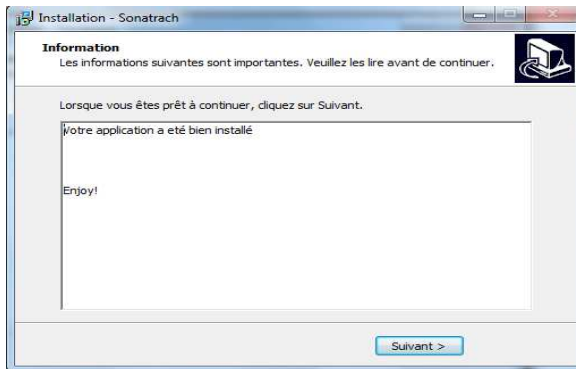 Installation - Sonatrach
Information
Les informations suivantes sont importantes. Veuillez les lire avant de continuer.
Lorsque vous êtes prêt à continuer, cliquez sur Suivant.
Votre application a eté bien installé
Enjoy!
Suivant >